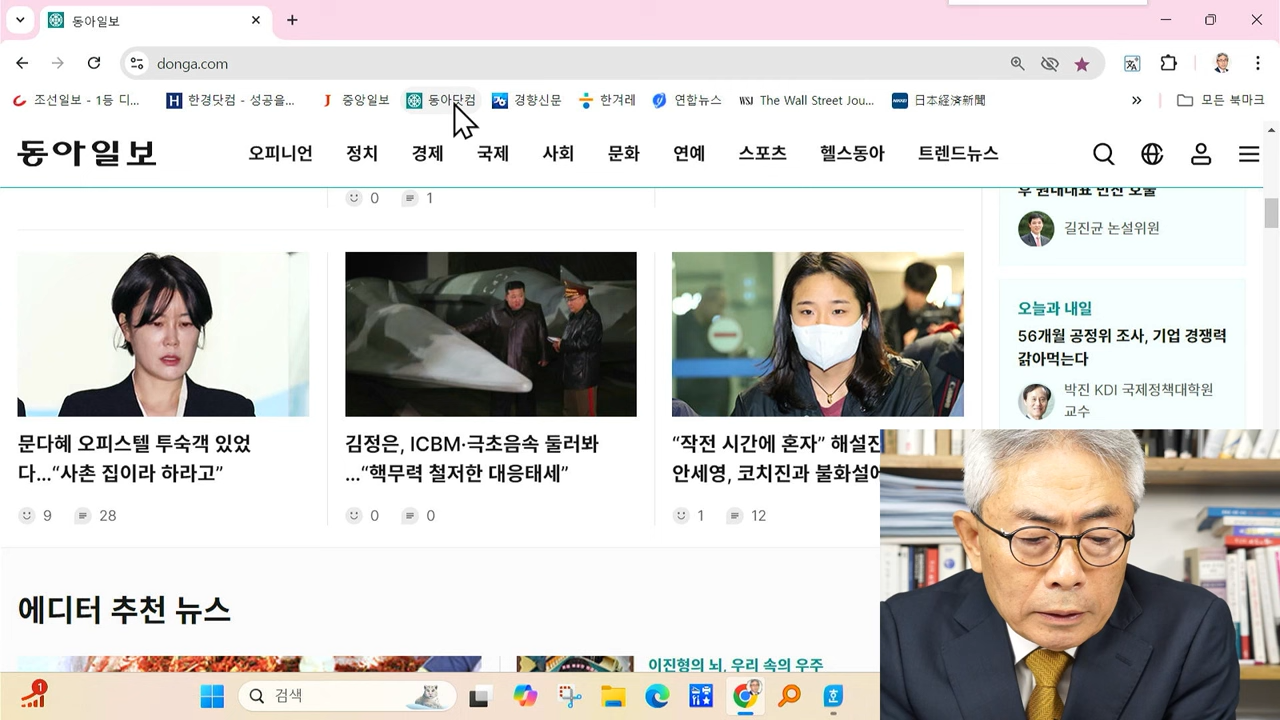 동아일보
donga.com
조선일보 - 1등 디...
한경닷컴 - 성공을...
중앙일보
동아닷컴
경향신문
한겨레
연합뉴스
WSJ
The Wall Street Jou...
NIKKEI
日本経済新聞
»
모든 북마크
동아일보
오피니언
정치
경제
국제
사회
문화
연예
스포츠
헬스동아
트렌드뉴스
0
1
길진균 논설위원
오늘과 내일
56개월 공정위 조사, 기업 경쟁력
갉아먹는다
박진 KDI 국제정책대학원
교수
문다혜 오피스텔 투숙객 있었
다...“사촌 집이라 하라고”
9
28
김정은, ICBM·극초음속 둘러봐
...“핵무력 철저한 대응태세”
0
0
“작전 시간에 혼자” 해설진
안세영, 코치진과 불화설에
1
12
에디터 추천 뉴스
이진형의 뇌, 우리 속의 우주
1
검색